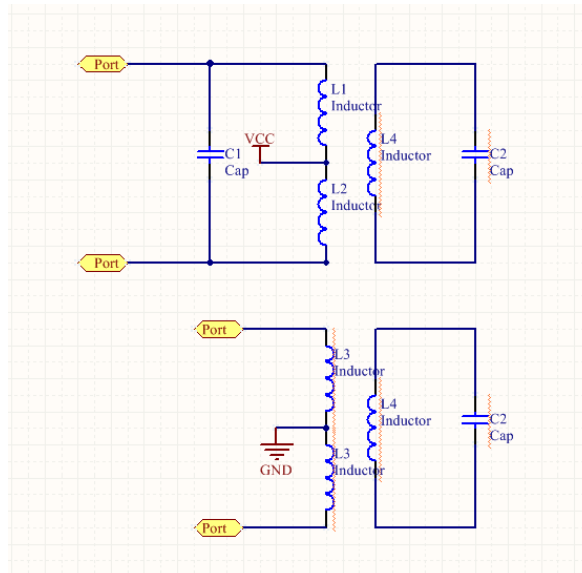 Port
L1
Inductor
VCC
C1
Cap
L4
Inductor
C2
Cap
L2
Inductor
Port
Port
L3
Inductor
L4
Inductor
C2
Cap
GND
L3
Inductor
Port